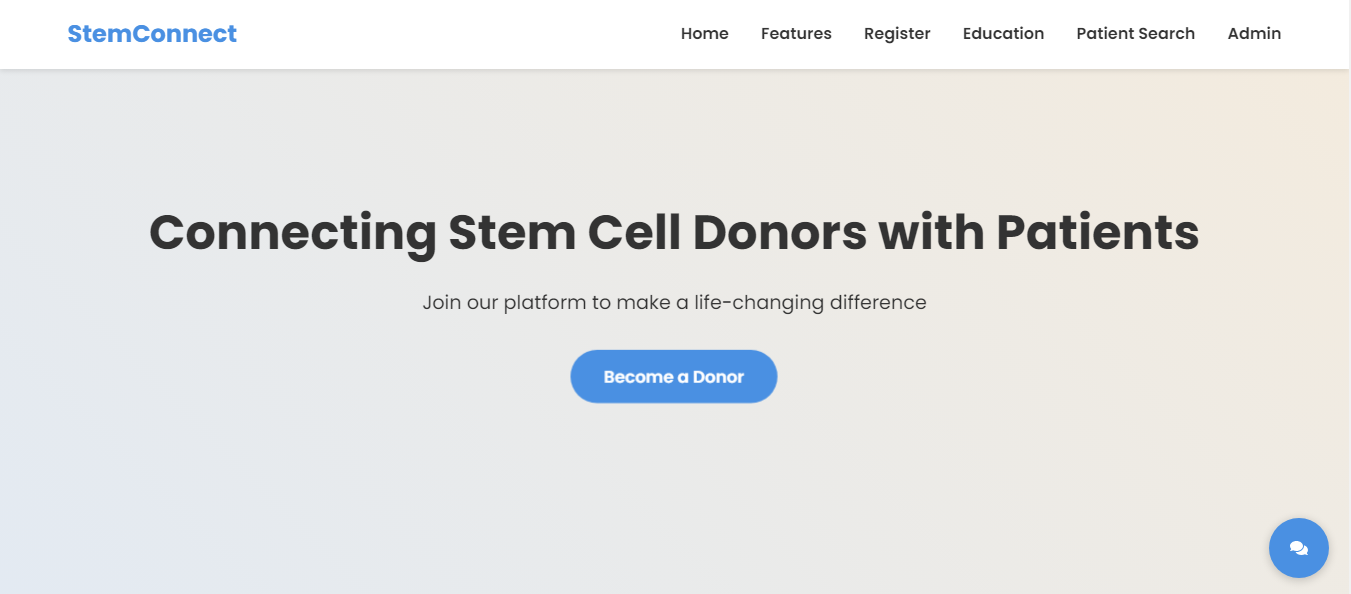 StemConnect
Home Features Register Education Patient Search Admin
Connecting Stem Cell Donors with Patients
Join our platform to make a life-changing difference
Become a Donor